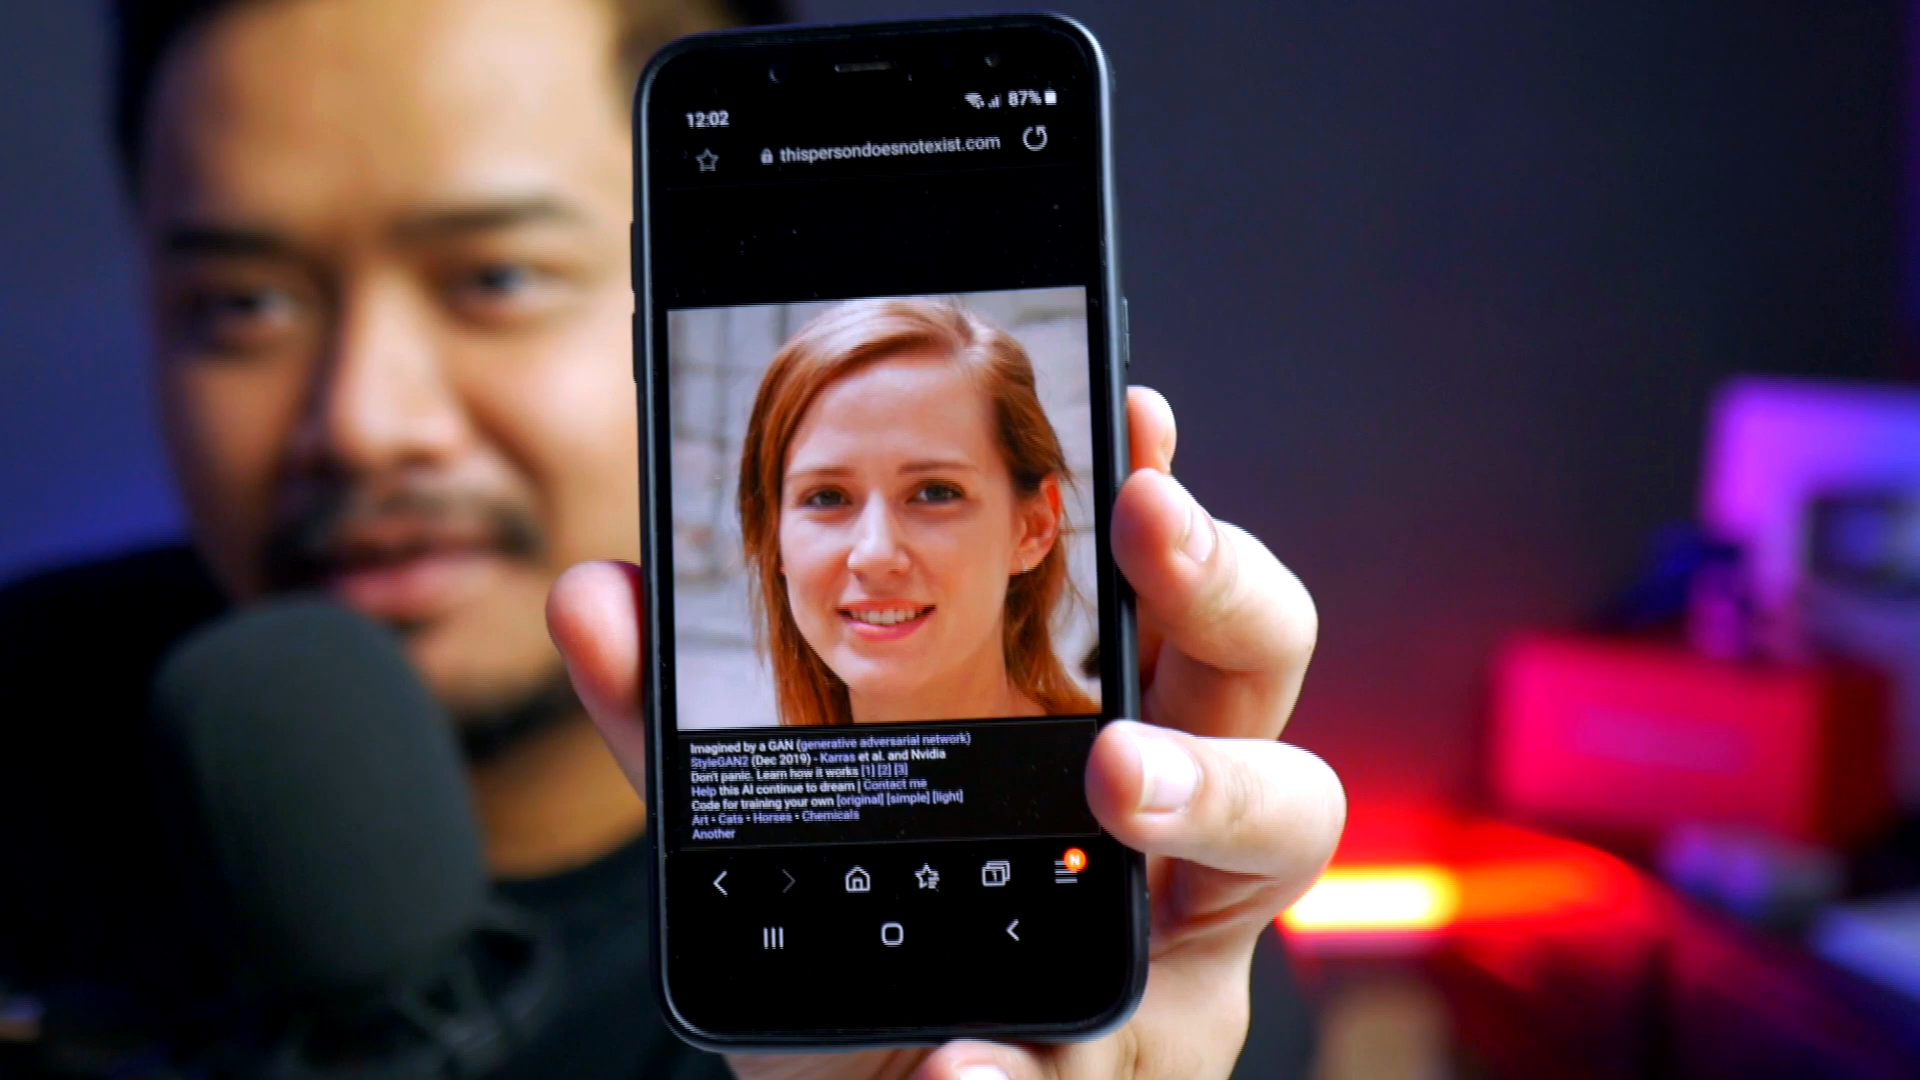 12:02
87%
thispersondoesnotexist.com
Imagined by a GAN (generative adversarial network)
StyleGAN2 (Dec 2019) - Karras et al. and Nvidia
Don't panic. Learn how it works [1] [2] [3]
Help this AI continue to dream | Contact me
Code for training your own [original] [simple] [light]
Art • Cats • Horses • Chemicals
Another
1
N